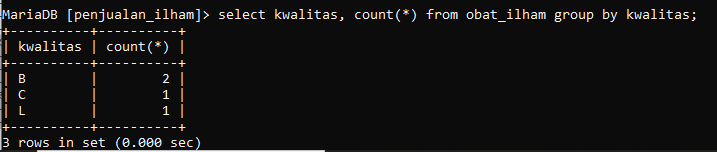 MariaDB [penjualan_ilham]> select kwalitas, count(*) from obat_ilham group by kwalitas;
+----------+----------+
| kwalitas | count(*) |
+----------+----------+
| B        |        2 |
| C        |        1 |
| L        |        1 |
+----------+----------+
3 rows in set (0.000 sec)